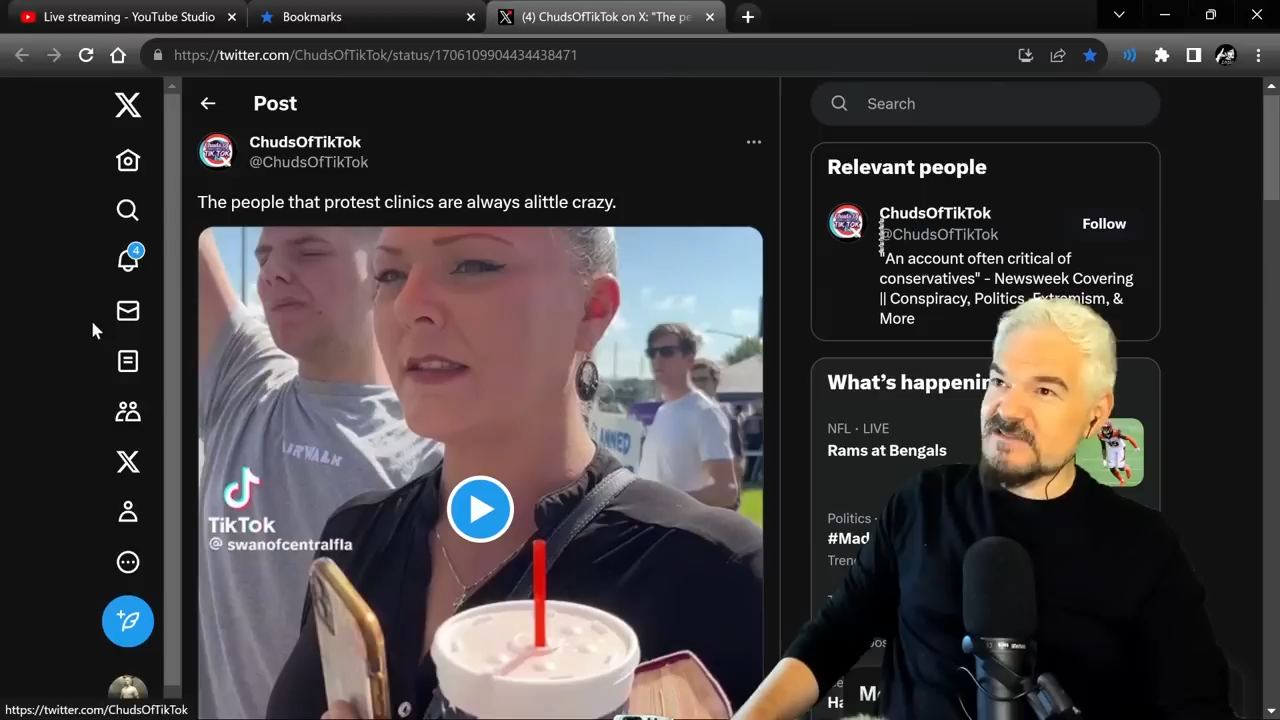 Live streaming - YouTube Studio
Bookmarks
(4) ChudsOfTikTok on X: "The pe
https://twitter.com/ChudsOfTikTok/status/1706109904434438471
Post
ChudsOfTikTok
@ChudsOfTikTok
The people that protest clinics are always alittle crazy.
AIRWALK
TikTok
@ swanofcentralfla
ANNED
4
Search
Relevant people
ChudsOfTikTok
@ChudsOfTikTok
Follow
"An account often critical of
conservatives" - Newsweek Covering
|| Conspiracy, Politics, Extremism, &
More
What's happenin
NFL · LIVE
Rams at Bengals
Politics ·
#Mad
Tren
https://twitter.com/ChudsOfTikTok